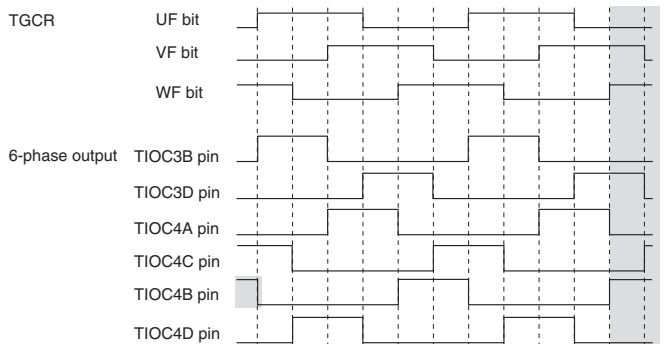 TGCR UF bit
VF bit
WF bit
6-phase output TIOC3B pin
TIOC3D pin
TIOC4A pin
TIOC4C pin
TIOC4B pin
TIOC4D pin